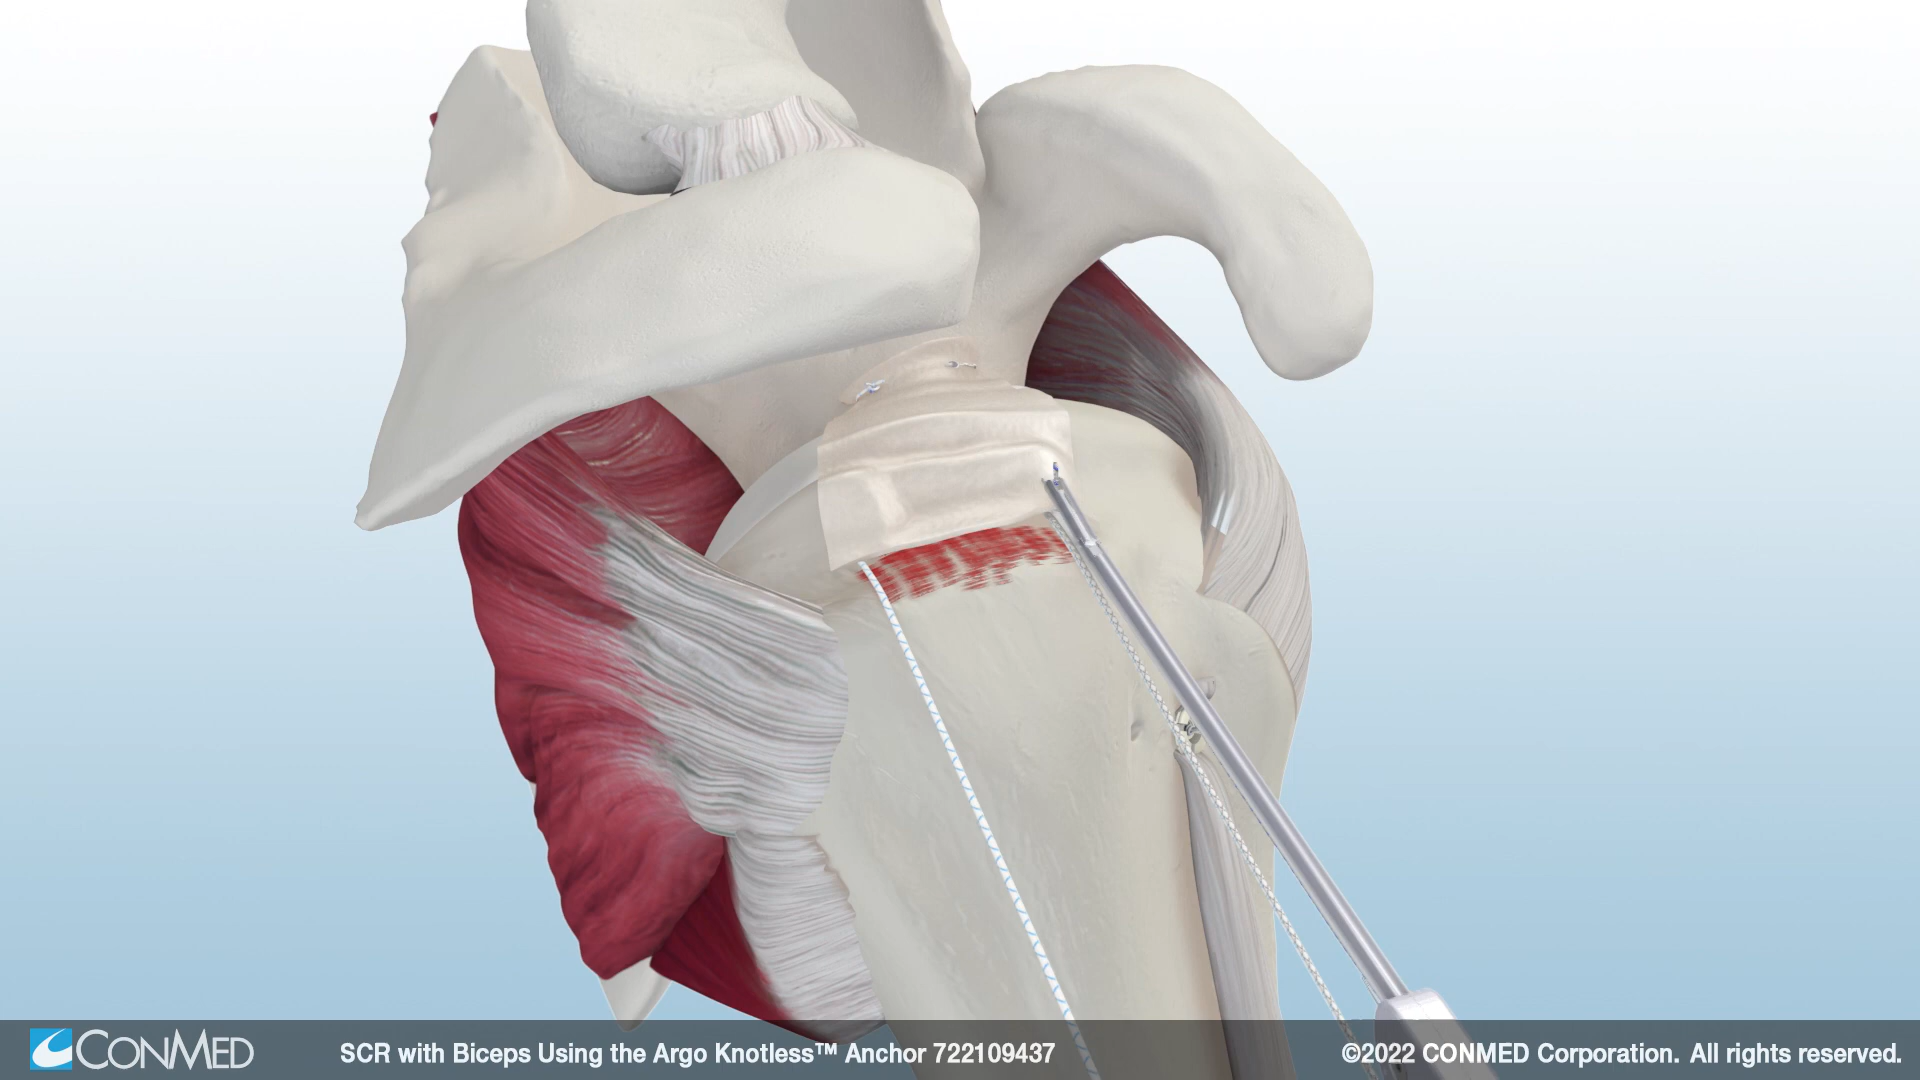 CONMED
SCR with Biceps Using the Argo Knotless™ Anchor 722109437
©2022 CONMED Corporation. All rights reserved.